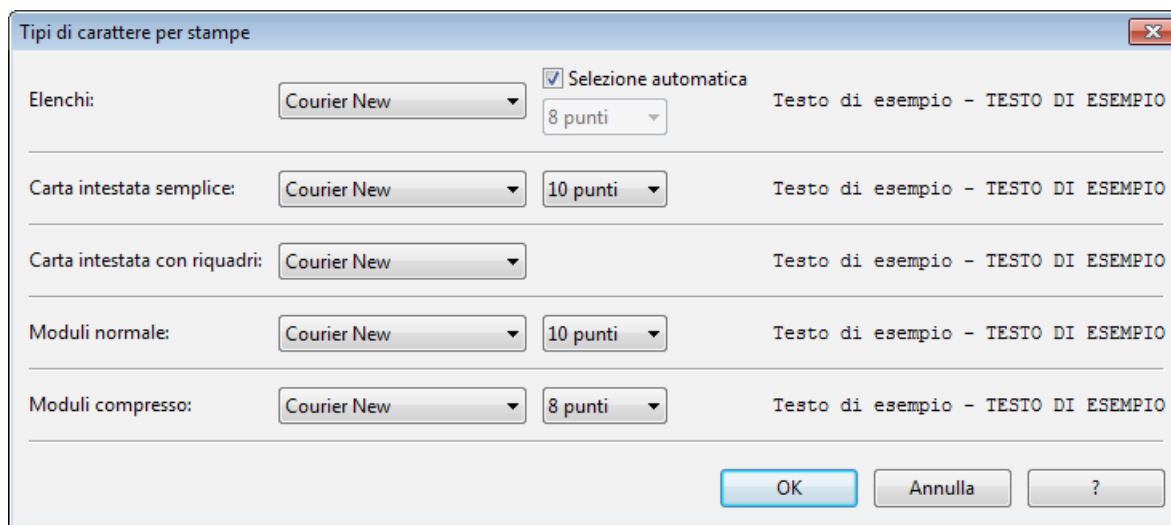 Tipi di carattere per stampe
Selezione automatica
Elenchi: Courier New 8 punti Testo di esempio - TESTO DI ESEMPIO
Carta intestata semplice: Courier New 10 punti Testo di esempio - TESTO DI ESEMPIO
Carta intestata con riquadri: Courier New Testo di esempio - TESTO DI ESEMPIO
Moduli normale: Courier New 10 punti Testo di esempio - TESTO DI ESEMPIO
Moduli compresso: Courier New 8 punti Testo di esempio - TESTO DI ESEMPIO
OK Annulla ?